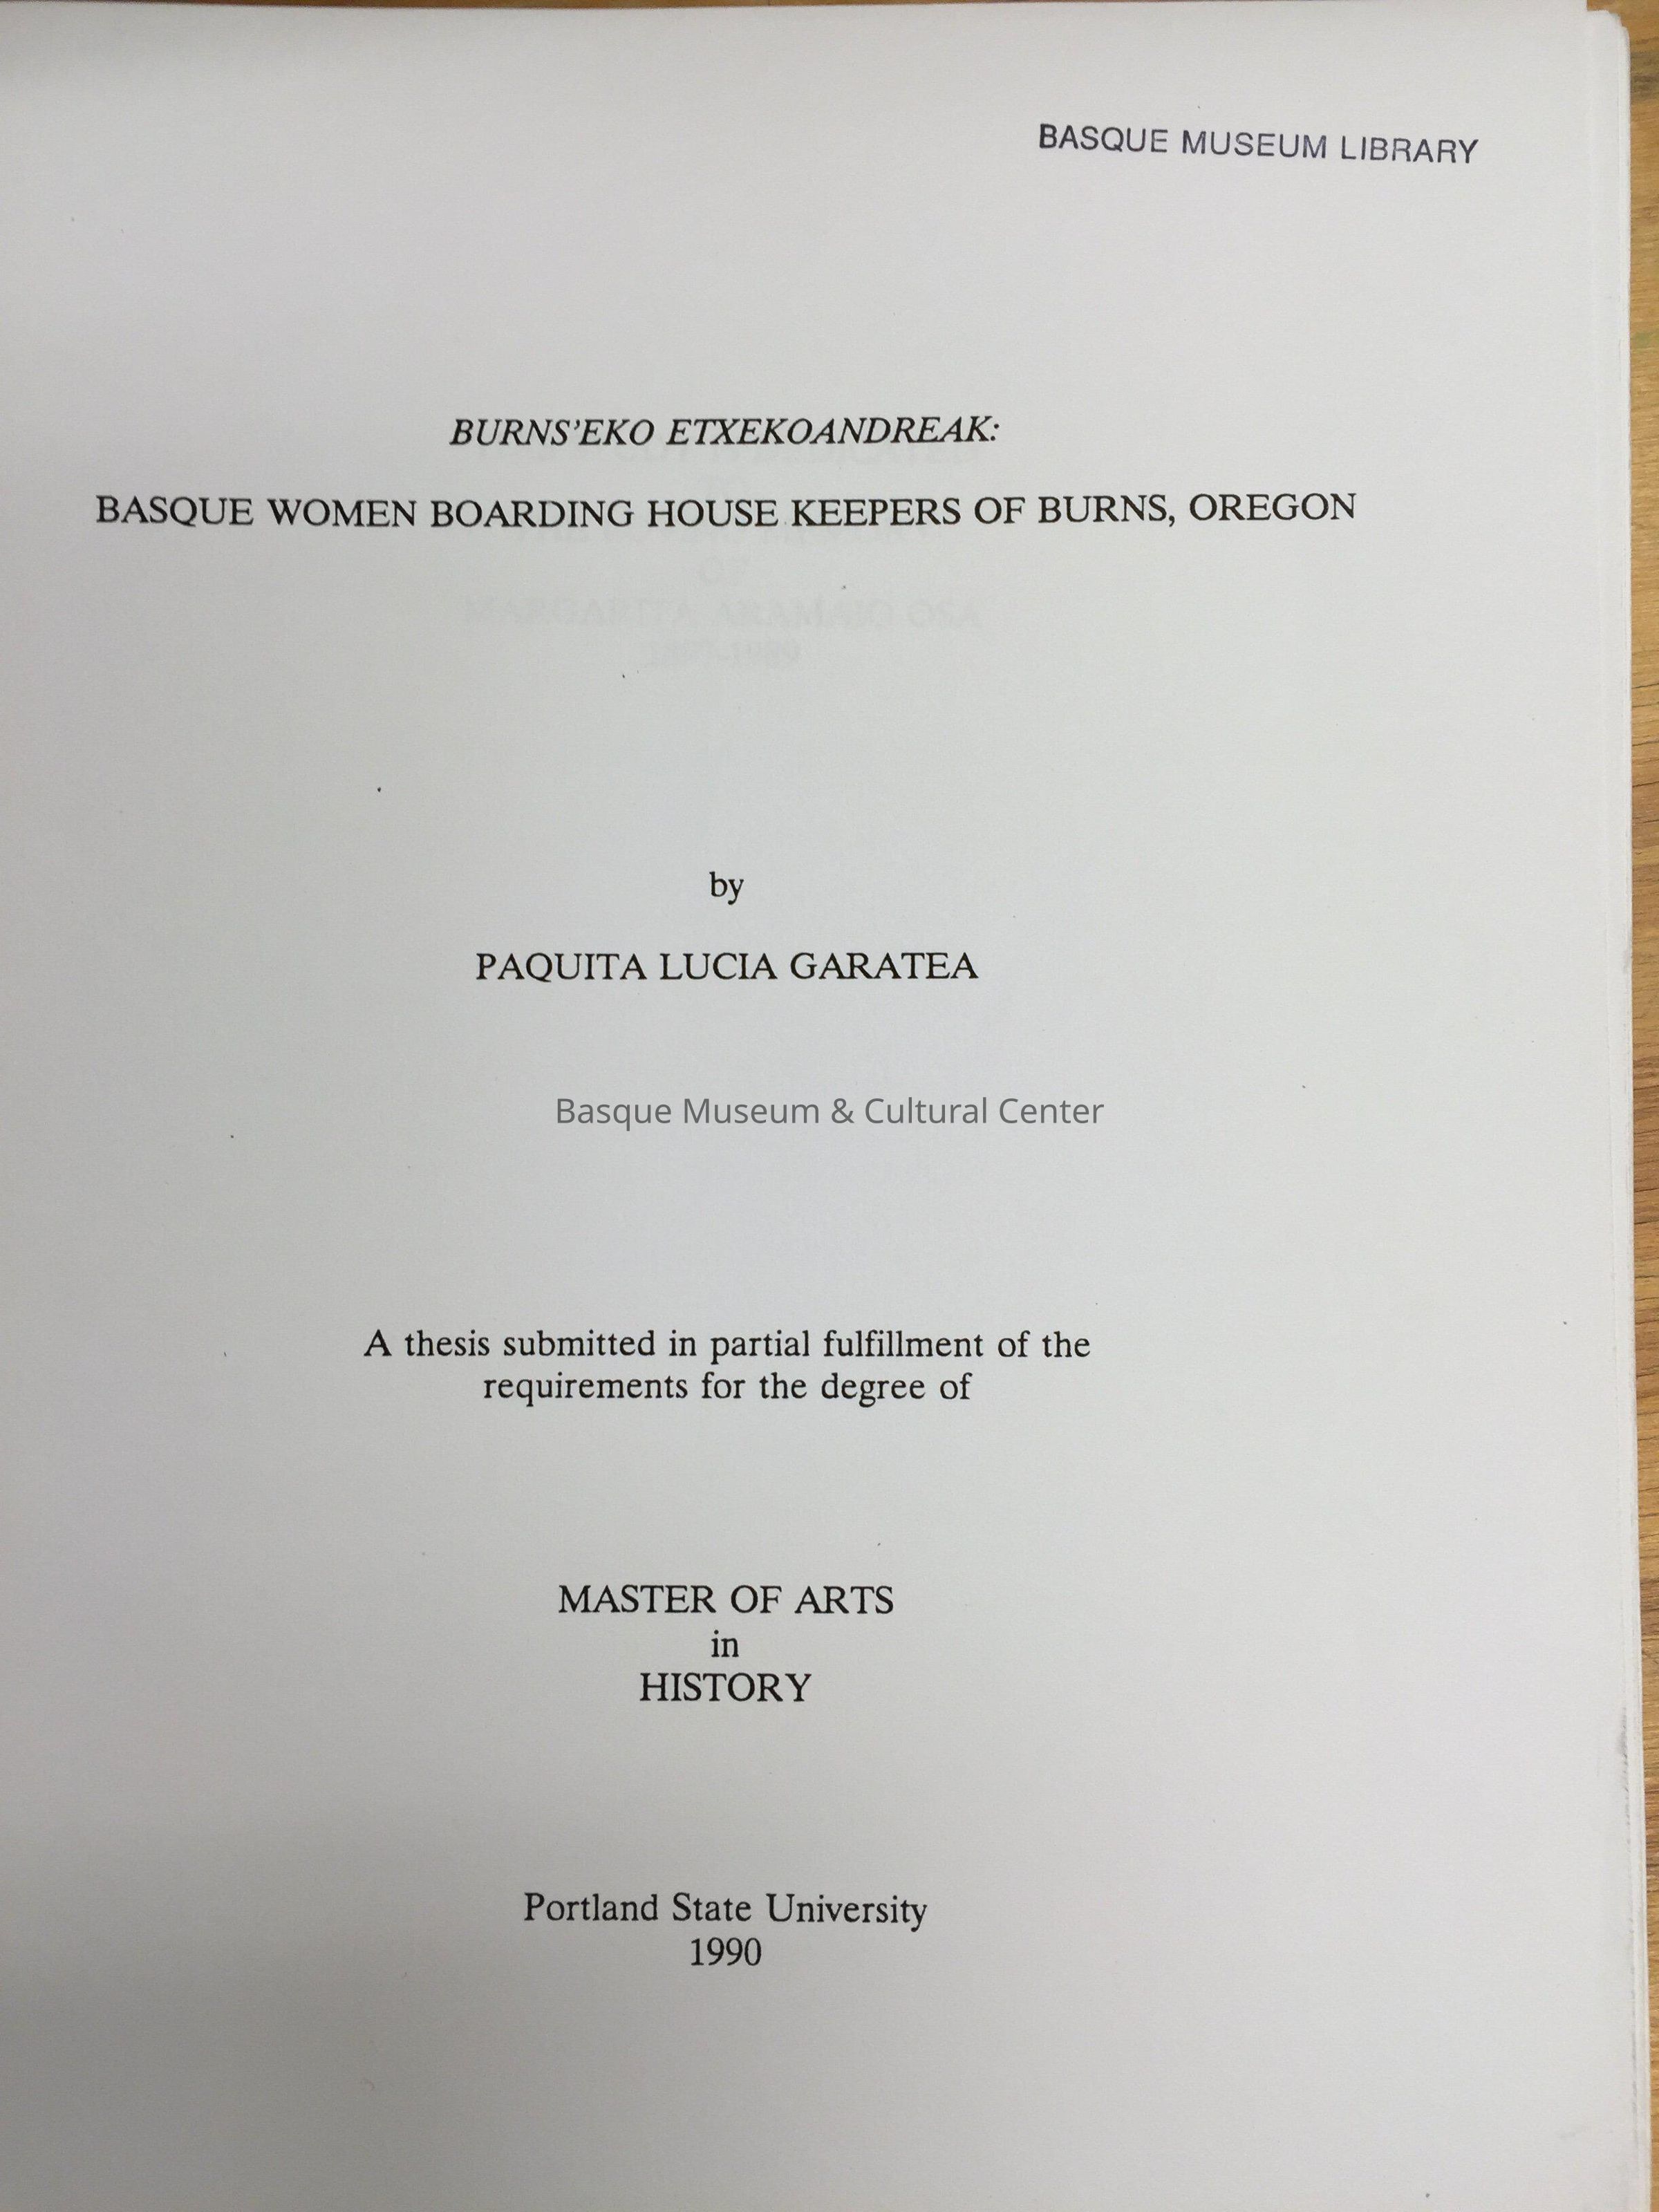 BASQUE MUSEUM LIBRARY
BURNS'EKO ETXEKOANDREAK:
BASQUE WOMEN BOARDING HOUSE KEEPERS OF BURNS, OREGON
by
PAQUITA LUCIA GARATEA
Basque Museum & Cultural Center
A thesis submitted in partial fulfillment of the
requirements for the degree of
MASTER OF ARTS
in
HISTORY
Portland State University
1990